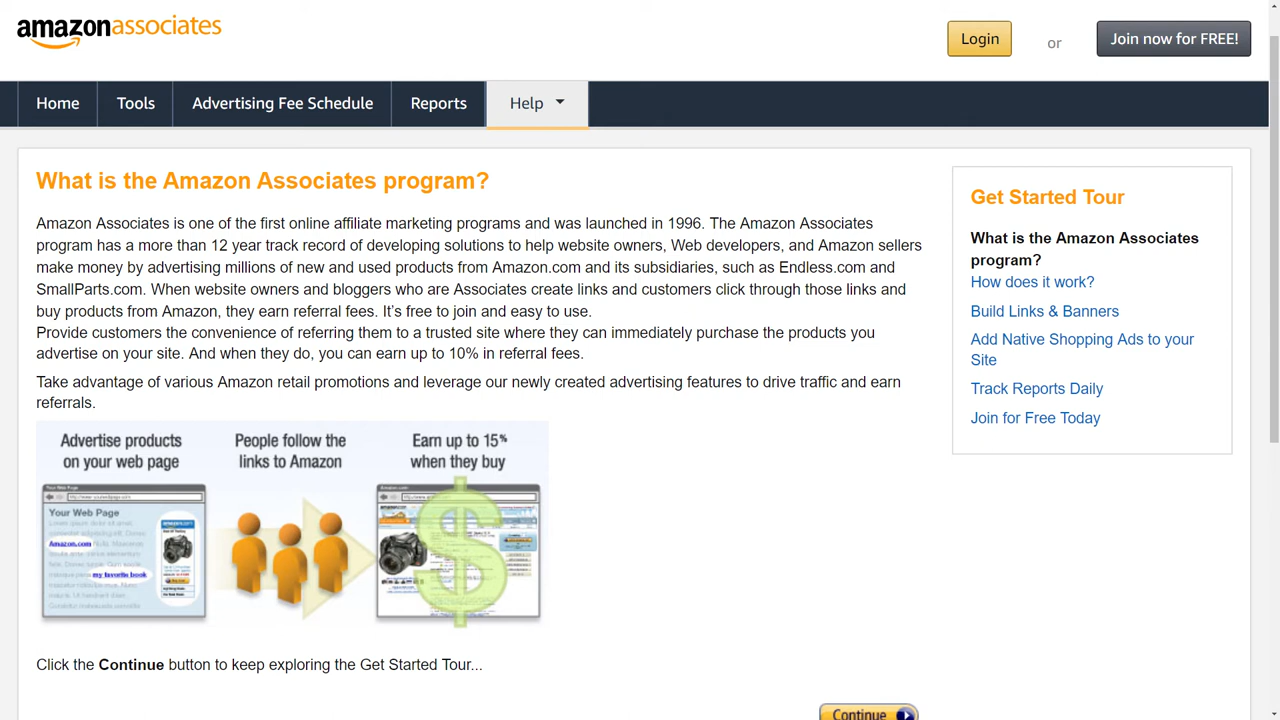 amazonassociates
Login
or
Join now for FREE!
Home
Tools
Advertising Fee Schedule
Reports
Help
What is the Amazon Associates program?
Amazon Associates is one of the first online affiliate marketing programs and was launched in 1996. The Amazon Associates
program has a more than 12 year track record of developing solutions to help website owners, Web developers, and Amazon sellers
make money by advertising millions of new and used products from Amazon.com and its subsidiaries, such as Endless.com and
SmallParts.com. When website owners and bloggers who are Associates create links and customers click through those links and
buy products from Amazon, they earn referral fees. It's free to join and easy to use.
Provide customers the convenience of referring them to a trusted site where they can immediately purchase the products you
advertise on your site. And when they do, you can earn up to 10% in referral fees.
Take advantage of various Amazon retail promotions and leverage our newly created advertising features to drive traffic and earn
referrals.
Advertise products
on your web page
People follow the
links to Amazon
Earn up to 15%
when they buy
Your Web Page
Your Web Page
Amazon.com
my favorite book
$
Click the Continue button to keep exploring the Get Started Tour...
Continue
Get Started Tour
What is the Amazon Associates
program?
How does it work?
Build Links & Banners
Add Native Shopping Ads to your
Site
Track Reports Daily
Join for Free Today